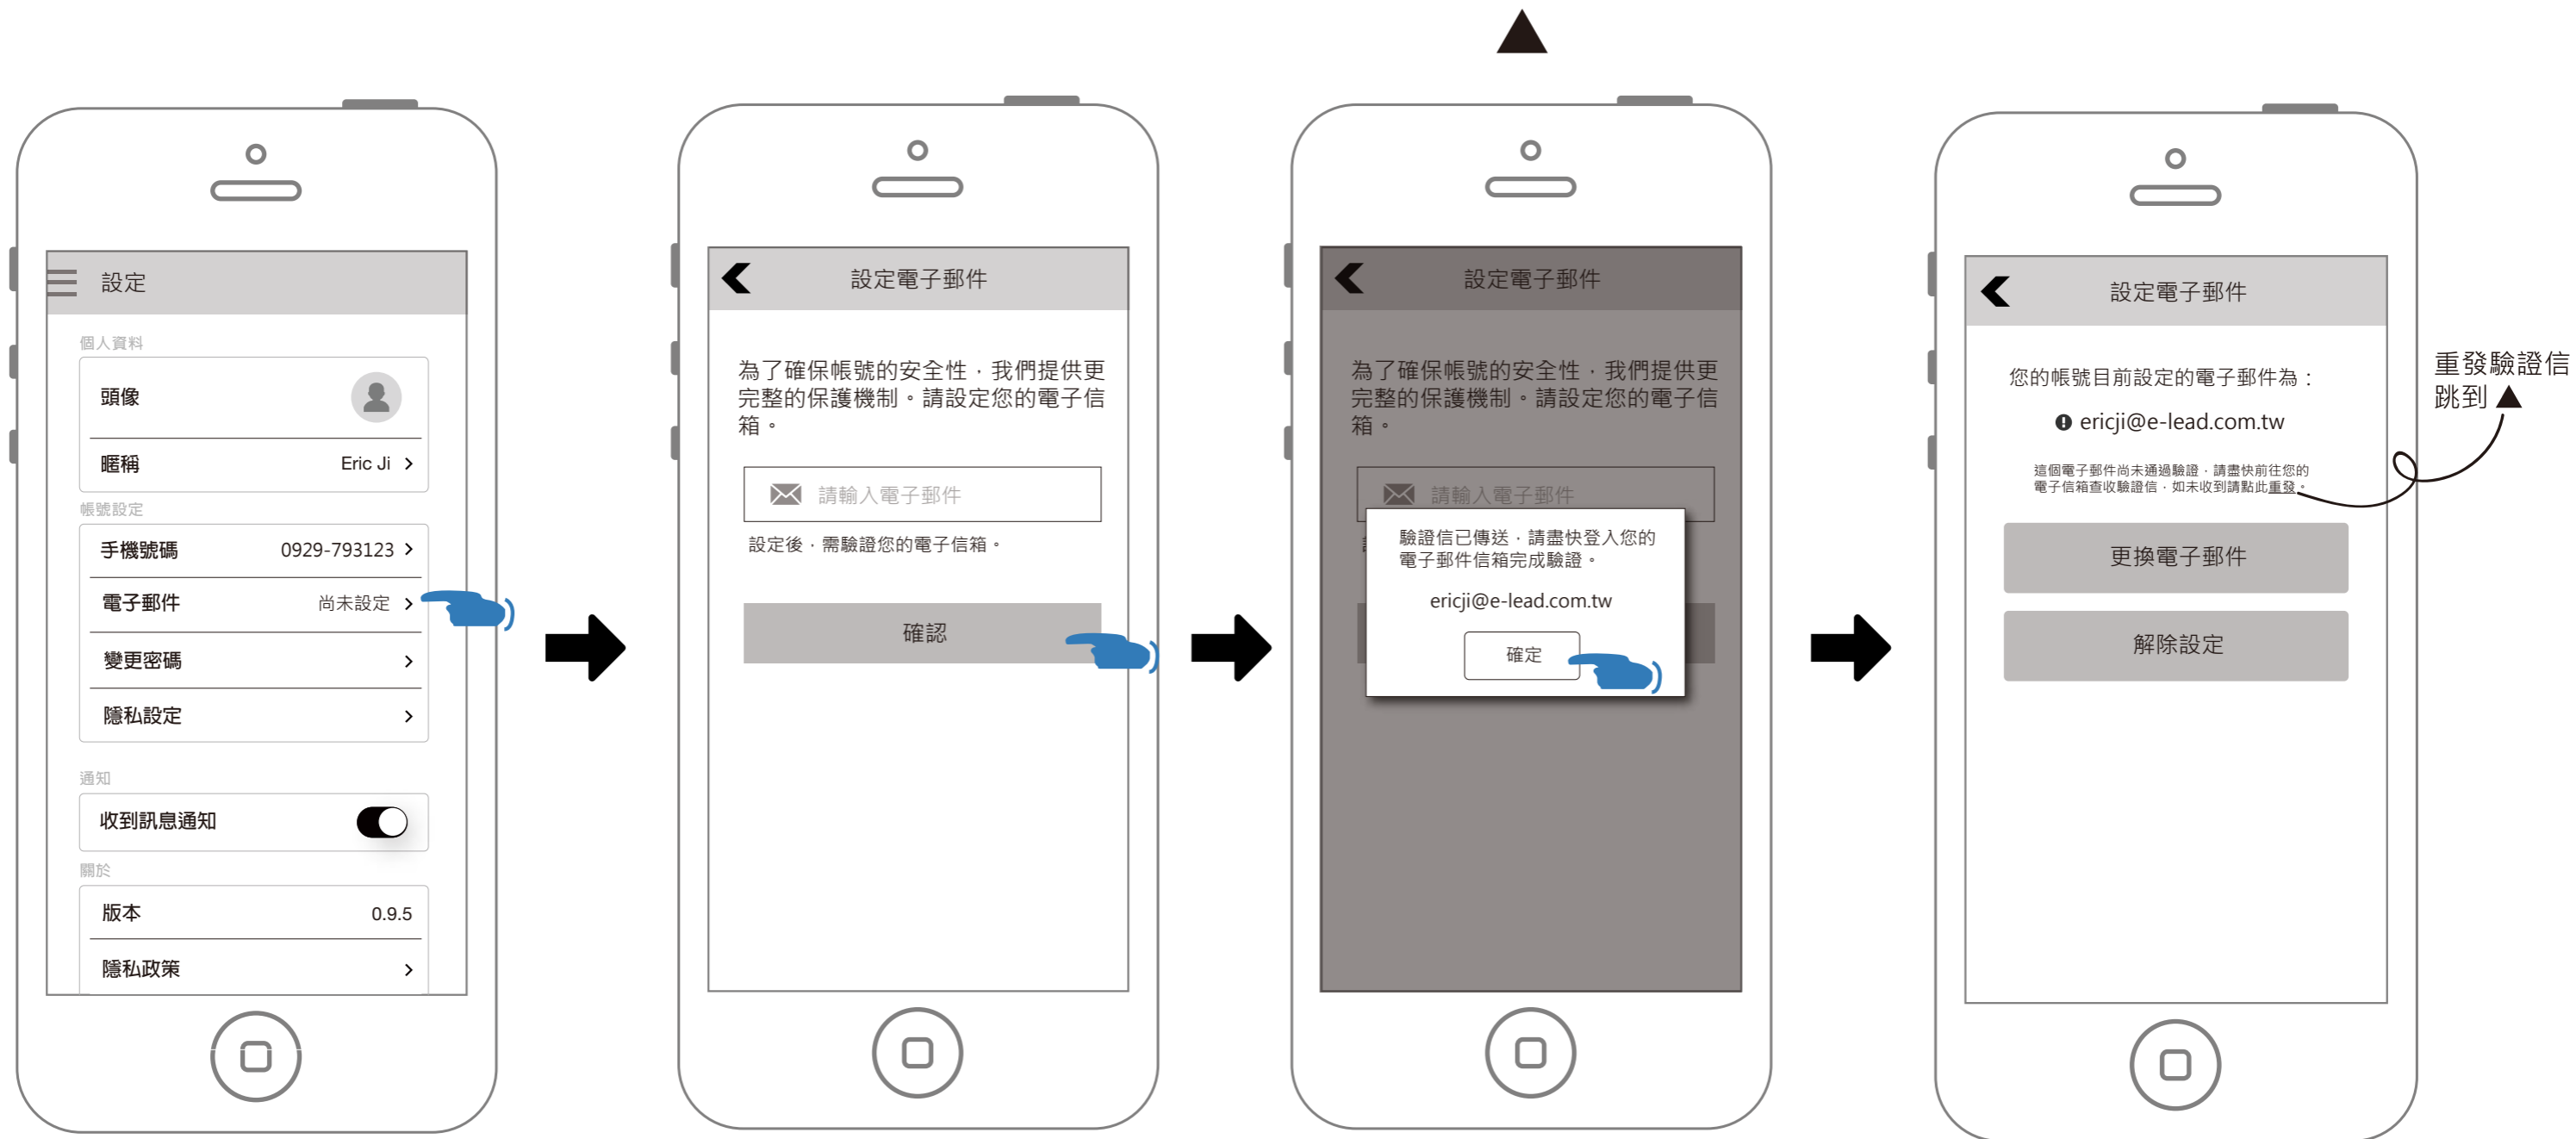 ▲
設定
個人資料
頭像
暱稱 Eric Ji >
帳號設定
手機號碼 0929-793123 >
電子郵件 尚未設定 >
變更密碼 >
隱私設定 >
通知
收到訊息通知
關於
版本 0.9.5
隱私政策 >
設定電子郵件
為了確保帳號的安全性，我們提供更
完整的保護機制。請設定您的電子信
箱。
請輸入電子郵件
設定後，需驗證您的電子信箱。
確認
設定電子郵件
為了確保帳號的安全性，我們提供更
完整的保護機制。請設定您的電子信
箱。
請輸入電子郵件
驗證信已傳送，請盡快登入您的
電子郵件信箱完成驗證。
ericji@e-lead.com.tw
確定
設定電子郵件
您的帳號目前設定的電子郵件為：
ericji@e-lead.com.tw
這個電子郵件尚未通過驗證，請盡快前往您的
電子信箱查收驗證信，如未收到請點此重發。
更換電子郵件
解除設定
重發驗證信
跳到 ▲